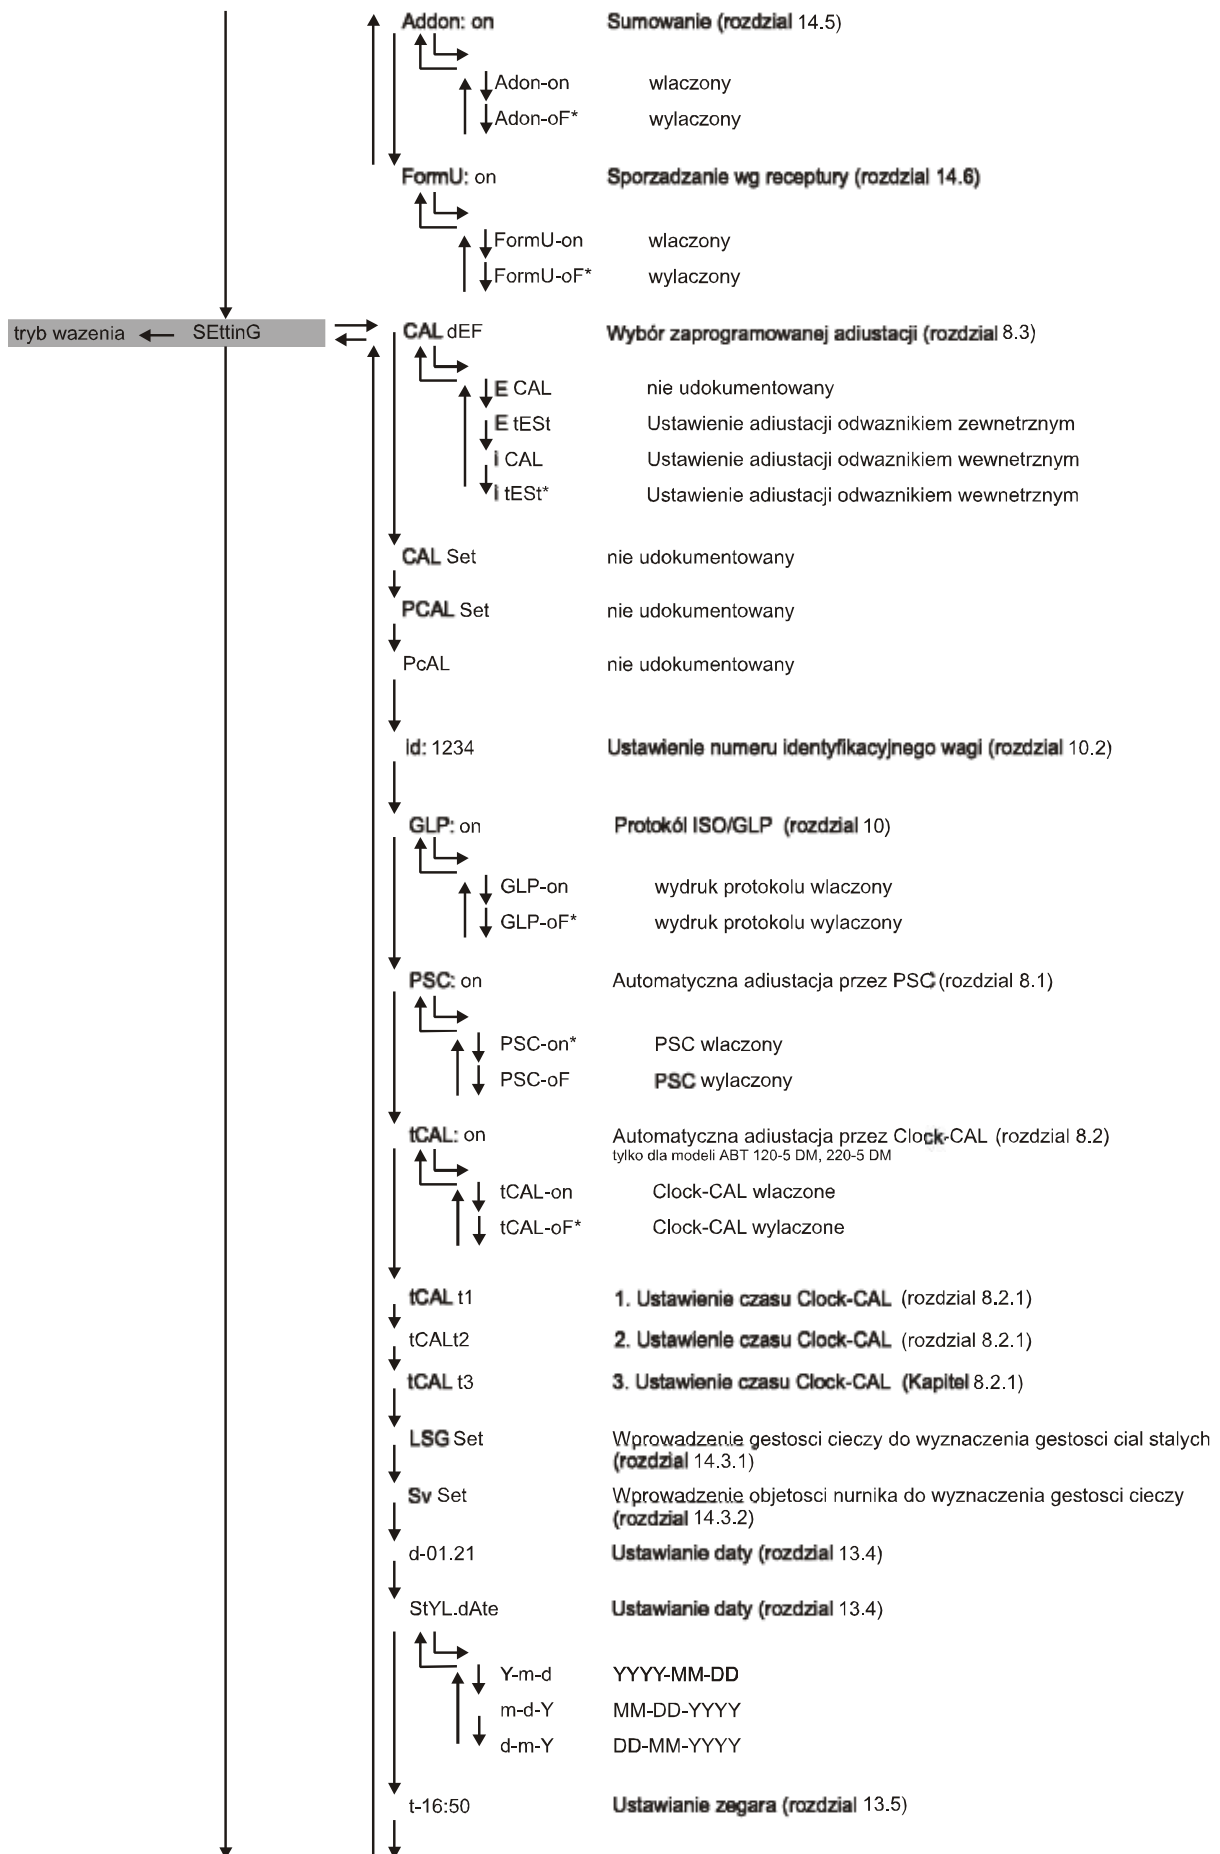 Addon: on Sumowanie (rozdzial 14.5)
Adon-on wlaczony
Adon-oF* wylaczony
FormU: on Sporzadzanie wg receptury (rozdzial 14.6)
FormU-on wlaczony
FormU-oF* wylaczony
tryb wazenia SEttinG CAL dEF Wybór zaprogramowanej adiustacji (rozdzial 8.3)
E CAL nie udokumentowany
E tESt Ustawienie adiustacji odwaznikiem zewnetrznym
i CAL Ustawienie adiustacji odwaznikiem wewnetrznym
i tESt* Ustawienie adiustacji odwaznikiem wewnetrznym
CAL Set nie udokumentowany
PCAL Set nie udokumentowany
PcAL nie udokumentowany
id: 1234 Ustawienie numeru identyfikacyjnego wagi (rozdzial 10.2)
GLP: on Protokól ISO/GLP (rozdzial 10)
GLP-on wydruk protokolu wlaczony
GLP-oF* wydruk protokolu wylaczony
PSC: on Automatyczna adiustacja przez PSC (rozdzial 8.1)
PSC-on* PSC wlaczony
PSC-oF PSC wylaczony
tCAL: on Automatyczna adiustacja przez Clock-CAL (rozdzial 8.2)
tylko dla modeli ABT 120-5 DM, 220-5 DM
tCAL-on Clock-CAL wlaczone
tCAL-oF* Clock-CAL wylaczone
tCAL t1 1. Ustawienie czasu Clock-CAL (rozdzial 8.2.1)
tCALt2 2. Ustawienie czasu Clock-CAL (rozdzial 8.2.1)
tCAL t3 3. Ustawienie czasu Clock-CAL (Kapitel 8.2.1)
LSG Set Wprowadzenie gestosci cieczy do wyznaczenia gestosci cial stalych
(rozdzial 14.3.1)
Sv Set Wprowadzenie objetosci nurnika do wyznaczenia gestosci cieczy
(rozdzial 14.3.2)
d-01.21 Ustawianie daty (rozdzial 13.4)
StYL.dAte Ustawianie daty (rozdzial 13.4)
Y-m-d YYYY-MM-DD
m-d-Y MM-DD-YYYY
d-m-Y DD-MM-YYYY
t-16:50 Ustawianie zegara (rozdzial 13.5)